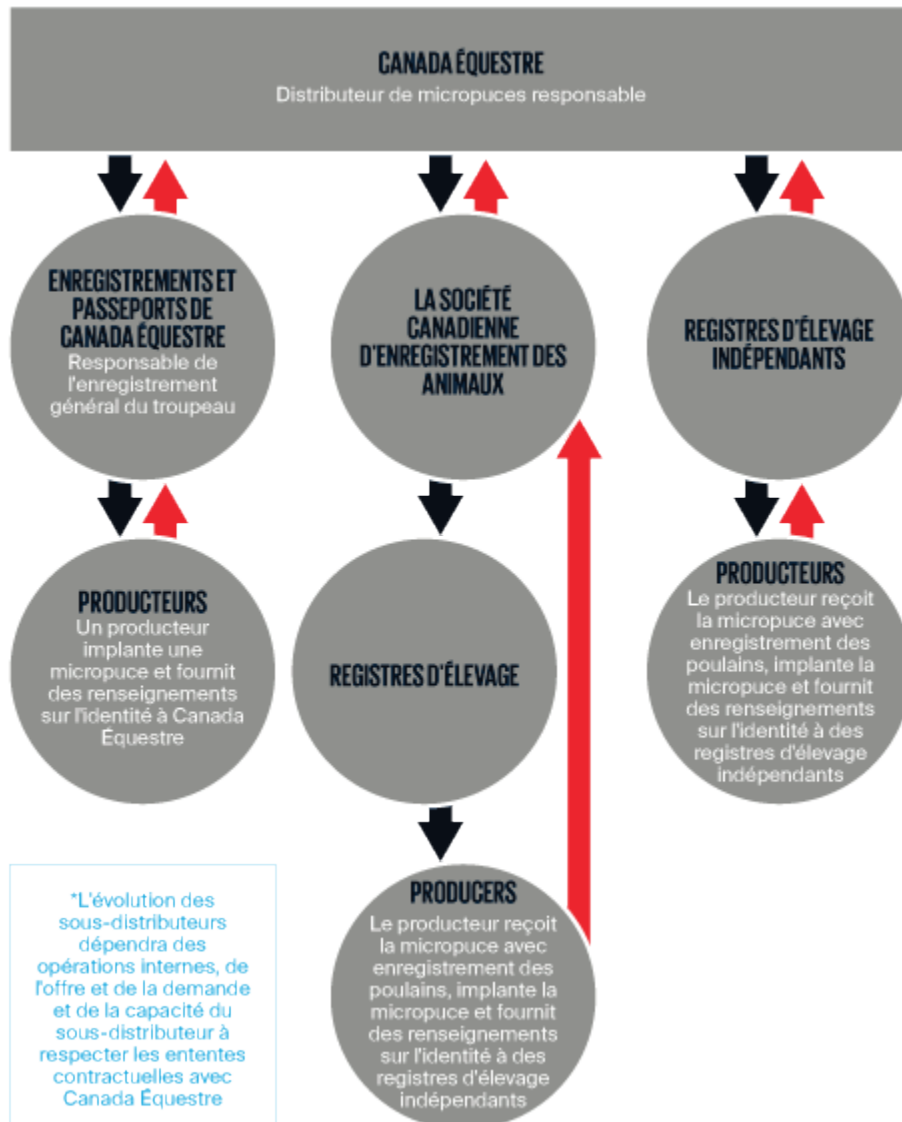 CANADA ÉQUESTRE
Distributeur de micropuces responsable
ENREGISTREMENTS ET
PASSEPORTS DE
CANADA ÉQUESTRE
Responsable de
l'enregistrement
général du troupeau
LA SOCIÉTÉ
CANADIENNE
D'ENREGISTREMENT DES
ANIMAUX
REGISTRES D'ÉLEVAGE
INDÉPENDANTS
PRODUCTEURS
Un producteur
implante une
micropuce et fournit
des renseignements
sur l'identité à Canada
Équestre
REGISTRES D'ÉLEVAGE
PRODUCTEURS
Le producteur reçoit
la micropuce avec
enregistrement des
poulains, implante la
micropuce et fournit
des renseignements
sur l'identité à des
registres d'élevage
indépendants
*L'évolution des
sous-distributeurs
dépendra des
opérations internes, de
l'offre et de la demande
et de la capacité du
sous-distributeur à
respecter les ententes
contractuelles avec
Canada Équestre
PRODUCERS
Le producteur reçoit
la micropuce avec
enregistrement des
poulains, implante la
micropuce et fournit
des renseignements
sur l'identité à des
registres d'élevage
indépendants